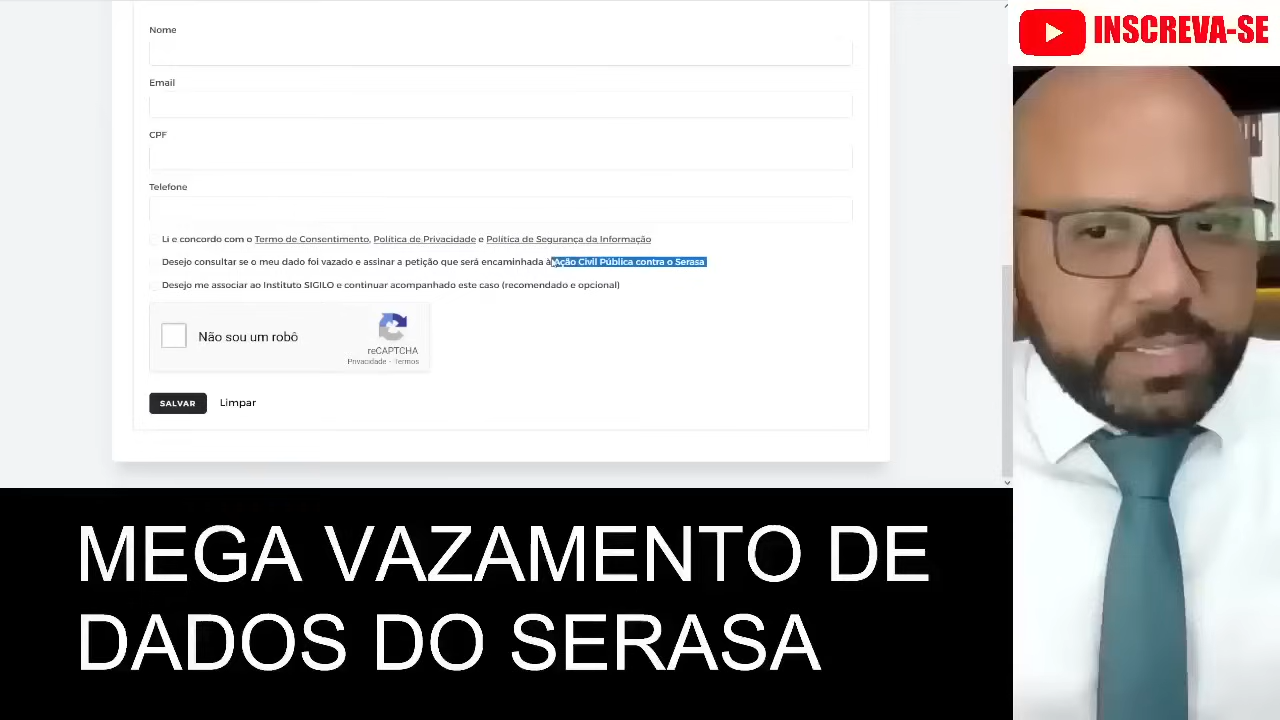 INSCREVA-SE
Nome
Email
CPF
Telefone
Li e concordo com o Termo de Consentimento, Política de Privacidade e Política de Segurança da Informação
Desejo consultar se o meu dado foi vazado e assinar a petição que será encaminhada à Ação Civil Pública contra o Serasa
Desejo me associar ao Instituto SIGILO e continuar acompanhado este caso (recomendado e opcional)
Não sou um robô
reCAPTCHA
Privacidade - Termos
SALVAR Limpar
MEGA VAZAMENTO DE
DADOS DO SERASA